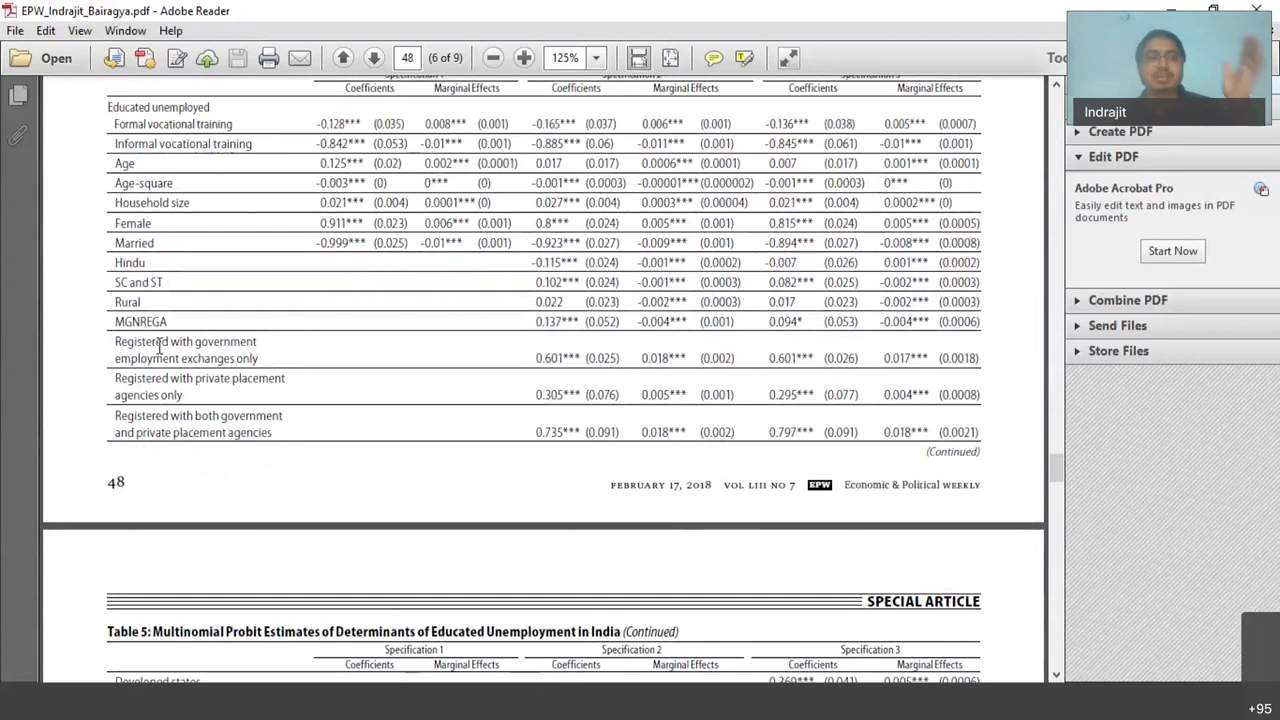 EPW_Indrajit_Bairagya.pdf - Adobe Reader
File Edit View Window Help
Open 48 (6 of 9) 125%
Indrajit
Create PDF
Edit PDF
Adobe Acrobat Pro
Easily edit text and images in PDF
documents
Start Now
Combine PDF
Send Files
Store Files
Coefficients Marginal Effects Coefficients Marginal Effects Coefficients Marginal Effects
Educated unemployed
Formal vocational training -0.128*** (0.035) 0.008*** (0.001) -0.165*** (0.037) 0.006*** (0.001) -0.136*** (0.038) 0.005*** (0.0007)
Informal vocational training -0.842*** (0.053) -0.01*** (0.001) -0.885*** (0.06) -0.011*** (0.001) -0.845*** (0.061) -0.01*** (0.001)
Age 0.125*** (0.02) 0.002*** (0.0001) 0.017 (0.017) 0.0006*** (0.0001) 0.007 (0.017) 0.001*** (0.0001)
Age-square -0.003*** (0) 0*** (0) -0.001*** (0.0003) -0.00001*** (0.000002) -0.001*** (0.0003) 0*** (0)
Household size 0.021*** (0.004) 0.0001*** (0) 0.027*** (0.004) 0.0003*** (0.00004) 0.021*** (0.004) 0.0002*** (0)
Female 0.911*** (0.023) 0.006*** (0.001) 0.8*** (0.024) 0.005*** (0.001) 0.815*** (0.024) 0.005*** (0.0005)
Married -0.999*** (0.025) -0.01*** (0.001) -0.923*** (0.027) -0.009*** (0.001) -0.894*** (0.027) -0.008*** (0.0008)
Hindu -0.115*** (0.024) -0.001*** (0.0002) -0.007 (0.026) 0.001*** (0.0002)
SC and ST 0.102*** (0.024) -0.001*** (0.0003) 0.082*** (0.025) -0.002*** (0.0003)
Rural 0.022 (0.023) -0.002*** (0.0003) 0.017 (0.023) -0.002*** (0.0003)
MGNREGA 0.137*** (0.052) -0.004*** (0.001) 0.094* (0.053) -0.004*** (0.0006)
Registered with government
employment exchanges only 0.601*** (0.025) 0.018*** (0.002) 0.601*** (0.026) 0.017*** (0.0018)
Registered with private placement
agencies only 0.305*** (0.076) 0.005*** (0.001) 0.295*** (0.077) 0.004*** (0.0008)
Registered with both government
and private placement agencies 0.735*** (0.091) 0.018*** (0.002) 0.797*** (0.091) 0.018*** (0.0021)
(Continued)
48 FEBRUARY 17, 2018 VOL LIII NO 7 EPW Economic & Political WEEKLY
SPECIAL ARTICLE
Table 5: Multinomial Probit Estimates of Determinants of Educated Unemployment in India (Continued)
Specification 1 Specification 2 Specification 3
Coefficients Marginal Effects Coefficients Marginal Effects Coefficients Marginal Effects
+95